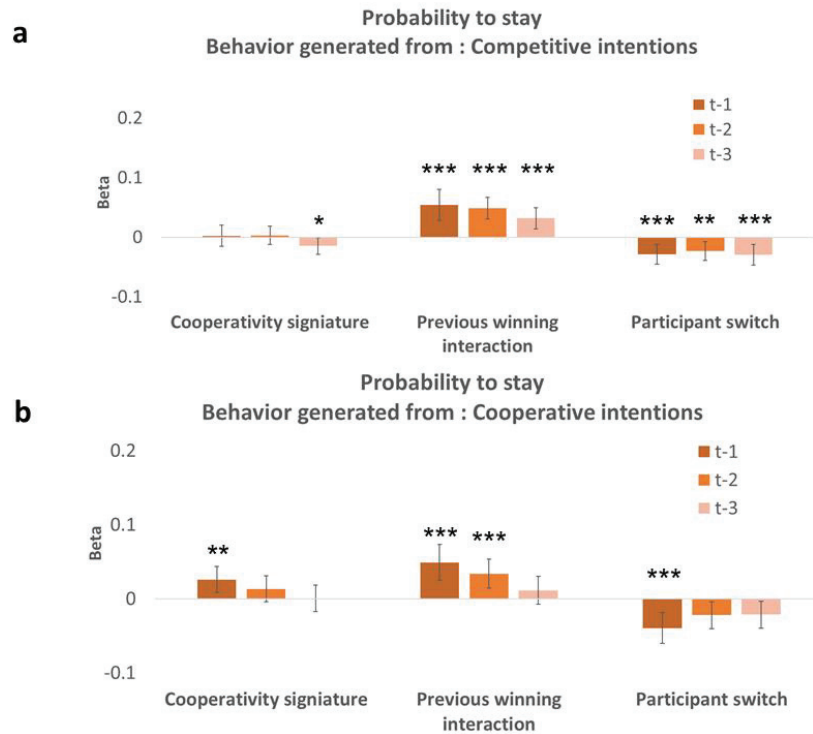 a
Probability to stay
Behavior generated from : Competitive intentions
t-1
t-2
t-3
0.2
0.1
0
-0.1
Beta
*
*** *** ***
*** ** ***
Cooperativity signiature
Previous winning
interaction
Participant switch
b
Probability to stay
Behavior generated from : Cooperative intentions
t-1
t-2
t-3
0.2
0.1
0
-0.1
Beta
**
*** ***
***
Cooperativity signiature
Previous winning
interaction
Participant switch